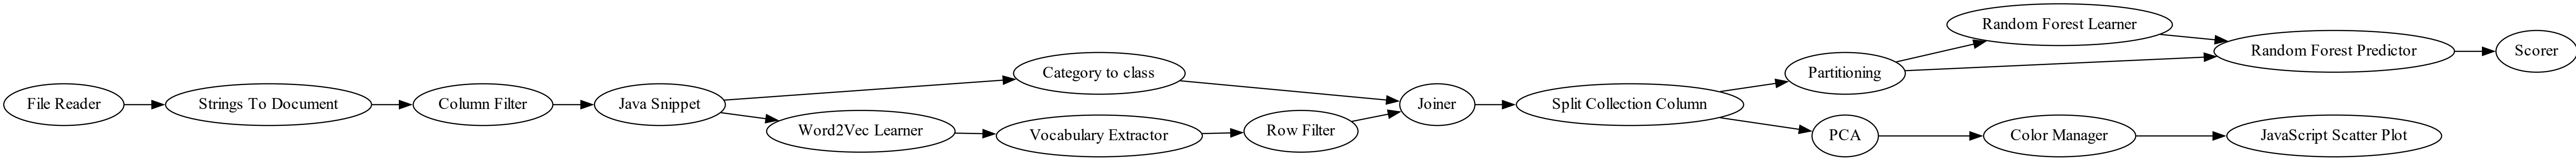 File Reader
Strings To Document
Column Filter
Java Snippet
Category to class
Word2Vec Learner
Vocabulary Extractor
Row Filter
Joiner
Split Collection Column
Partitioning
Random Forest Learner
Random Forest Predictor
Scorer
PCA
Color Manager
JavaScript Scatter Plot